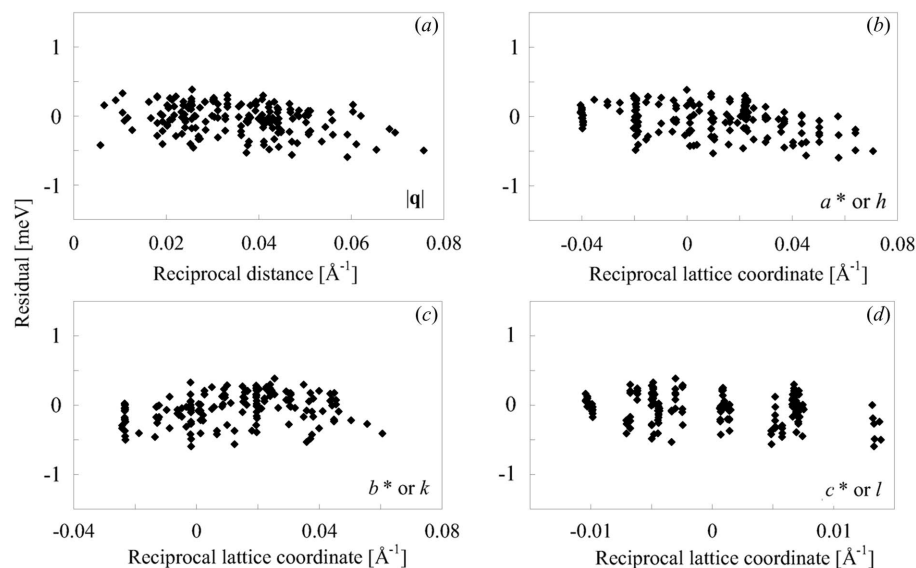 (a)
1
0
-1
|q|
0
0.02
0.04
0.06
0.08
Reciprocal distance [Å-1]
(b)
1
0
-1
a* or h
-0.04
0
0.04
0.08
Reciprocal lattice coordinate [Å-1]
Residual [meV]
(c)
1
0
-1
b* or k
-0.04
0
0.04
0.08
Reciprocal lattice coordinate [Å-1]
(d)
1
0
-1
c* or l
-0.01
0
0.01
Reciprocal lattice coordinate [Å-1]